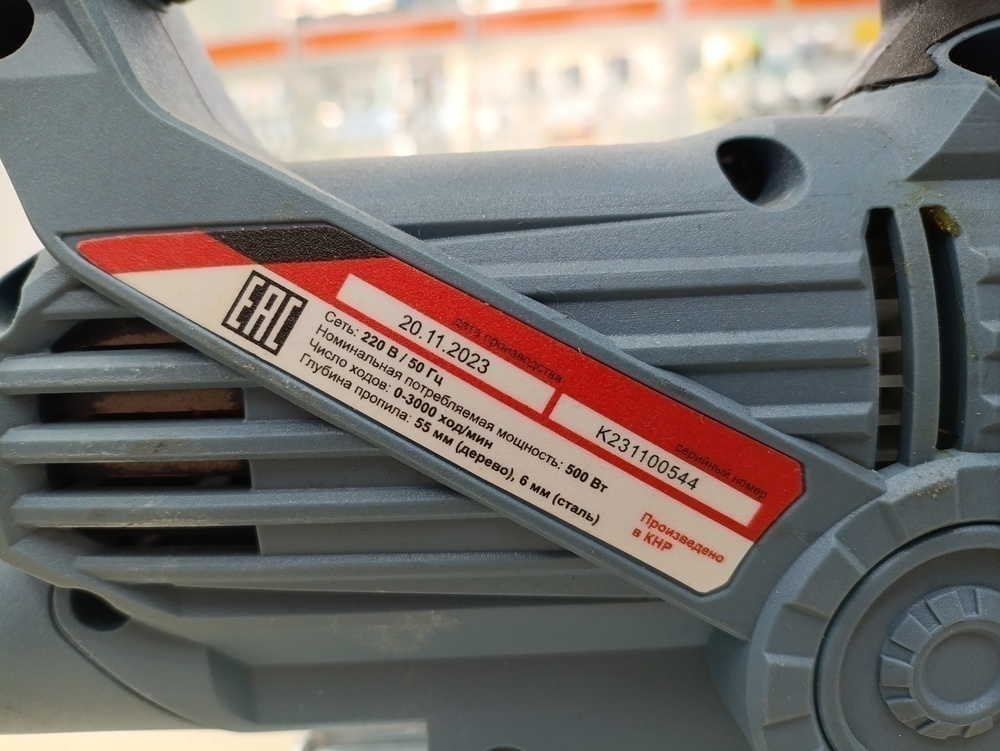 дата производства
20.11.2023
серийный номер
K231100544
EAC
Сеть: 220 В / 50 Гц
Номинальная потребляемая мощность: 500 Вт
Число ходов: 0-3000 ход/мин
Глубина пропила: 55 мм (дерево), 6 мм (сталь)
Произведено
в КНР